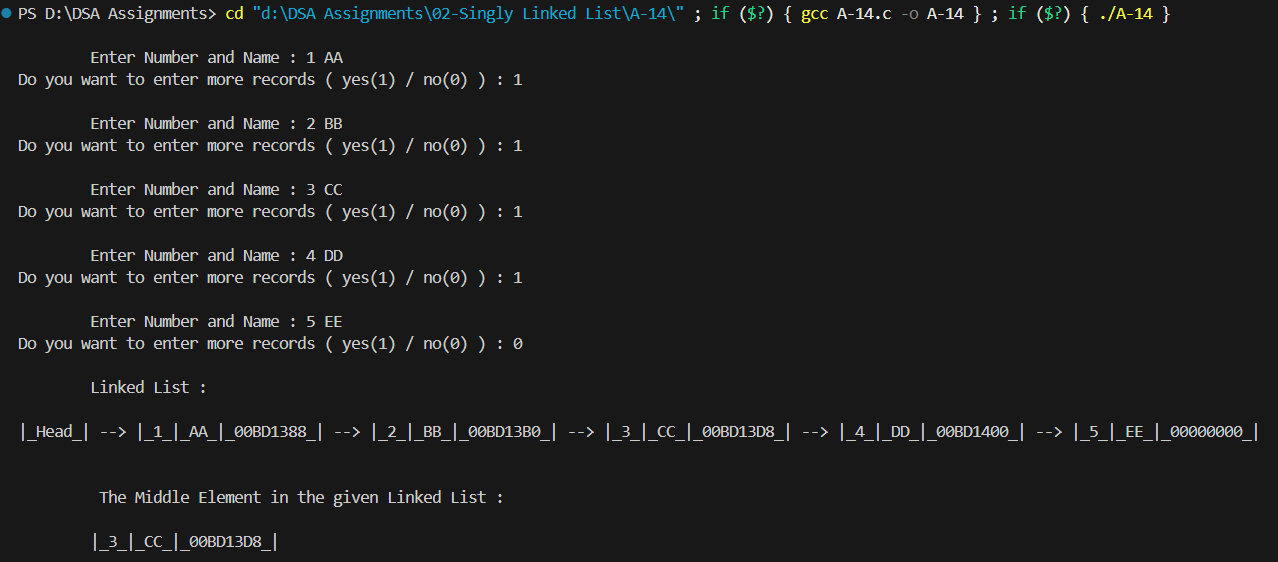 PS D:\DSA Assignments> cd "d:\DSA Assignments\02-Singly Linked List\A-14\" ; if ($?) { gcc A-14.c -o A-14 } ; if ($?) { ./A-14 }
Enter Number and Name : 1 AA
Do you want to enter more records ( yes(1) / no(0) ) : 1
Enter Number and Name : 2 BB
Do you want to enter more records ( yes(1) / no(0) ) : 1
Enter Number and Name : 3 CC
Do you want to enter more records ( yes(1) / no(0) ) : 1
Enter Number and Name : 4 DD
Do you want to enter more records ( yes(1) / no(0) ) : 1
Enter Number and Name : 5 EE
Do you want to enter more records ( yes(1) / no(0) ) : 0
Linked List :
|_Head_| --> |_1_|_AA_|_00BD1388_| --> |_2_|_BB_|_00BD13B0_| --> |_3_|_CC_|_00BD13D8_| --> |_4_|_DD_|_00BD1400_| --> |_5_|_EE_|_00000000_|
The Middle Element in the given Linked List :
|_3_|_CC_|_00BD13D8_|